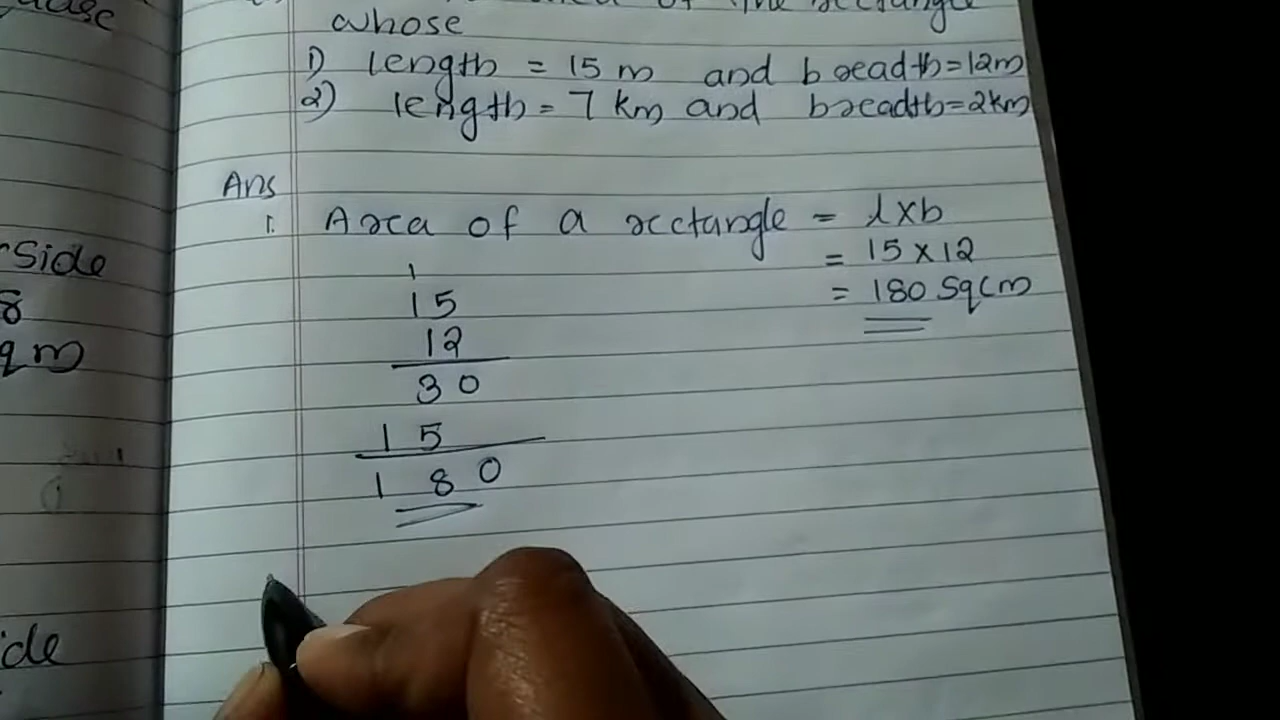 whose
1) length = 15 m and breadth=12m
2) length = 7 km and breadth=2km
Ans
1. Area of a rectangle = l×b
= 15×12
= 180 sqcm
1
15
12
30
15
180
Side
8
qm